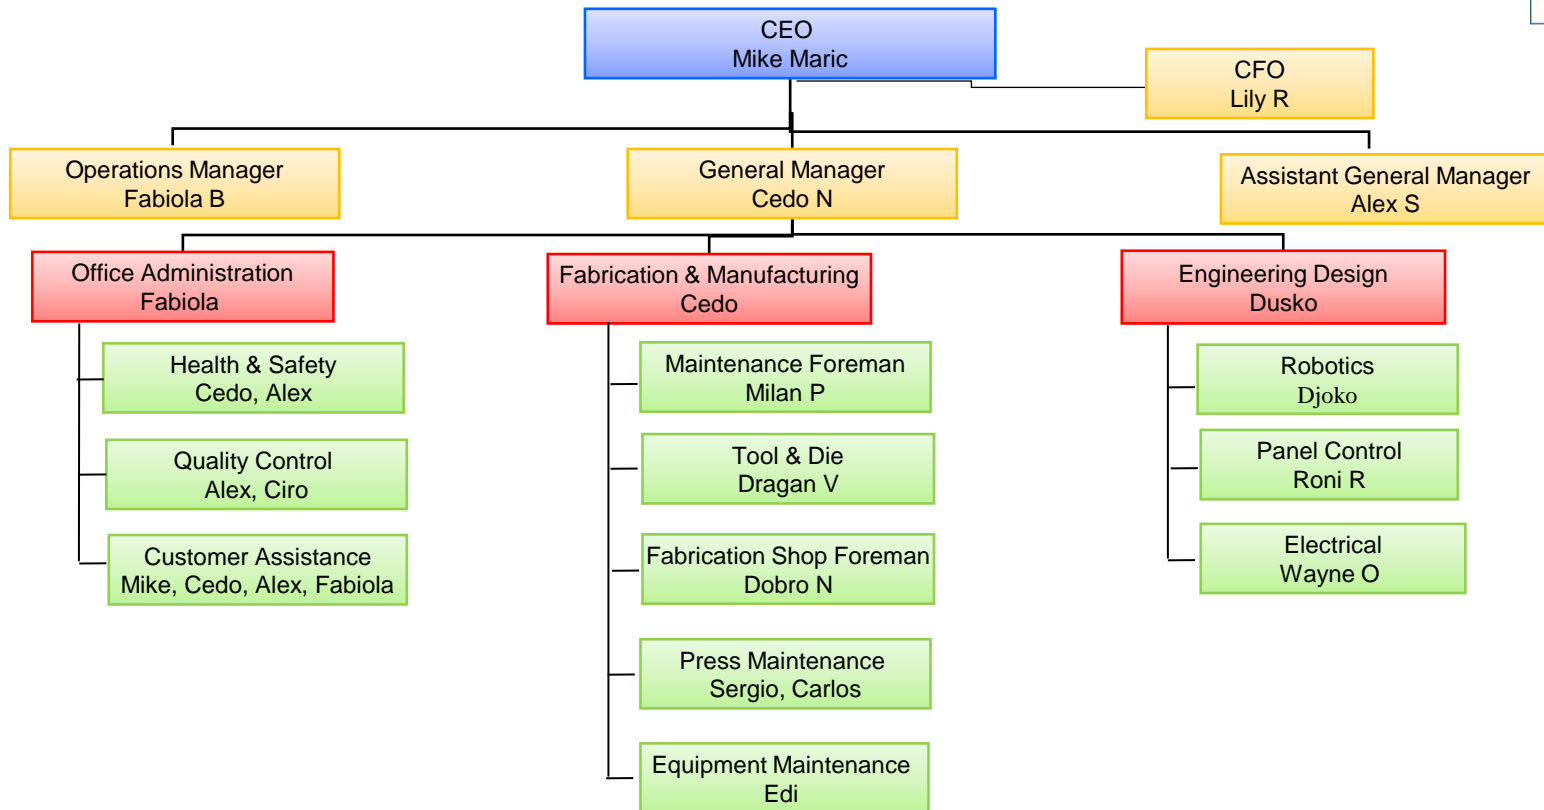 CEO
Mike Maric
CFO
Lily R
Operations Manager
Fabiola B
General Manager
Cedo N
Assistant General Manager
Alex S
Office Administration
Fabiola
Fabrication & Manufacturing
Cedo
Engineering Design
Dusko
Health & Safety
Cedo, Alex
Quality Control
Alex, Ciro
Customer Assistance
Mike, Cedo, Alex, Fabiola
Maintenance Foreman
Milan P
Tool & Die
Dragan V
Fabrication Shop Foreman
Dobro N
Press Maintenance
Sergio, Carlos
Equipment Maintenance
Edi
Robotics
Djoko
Panel Control
Roni R
Electrical
Wayne O